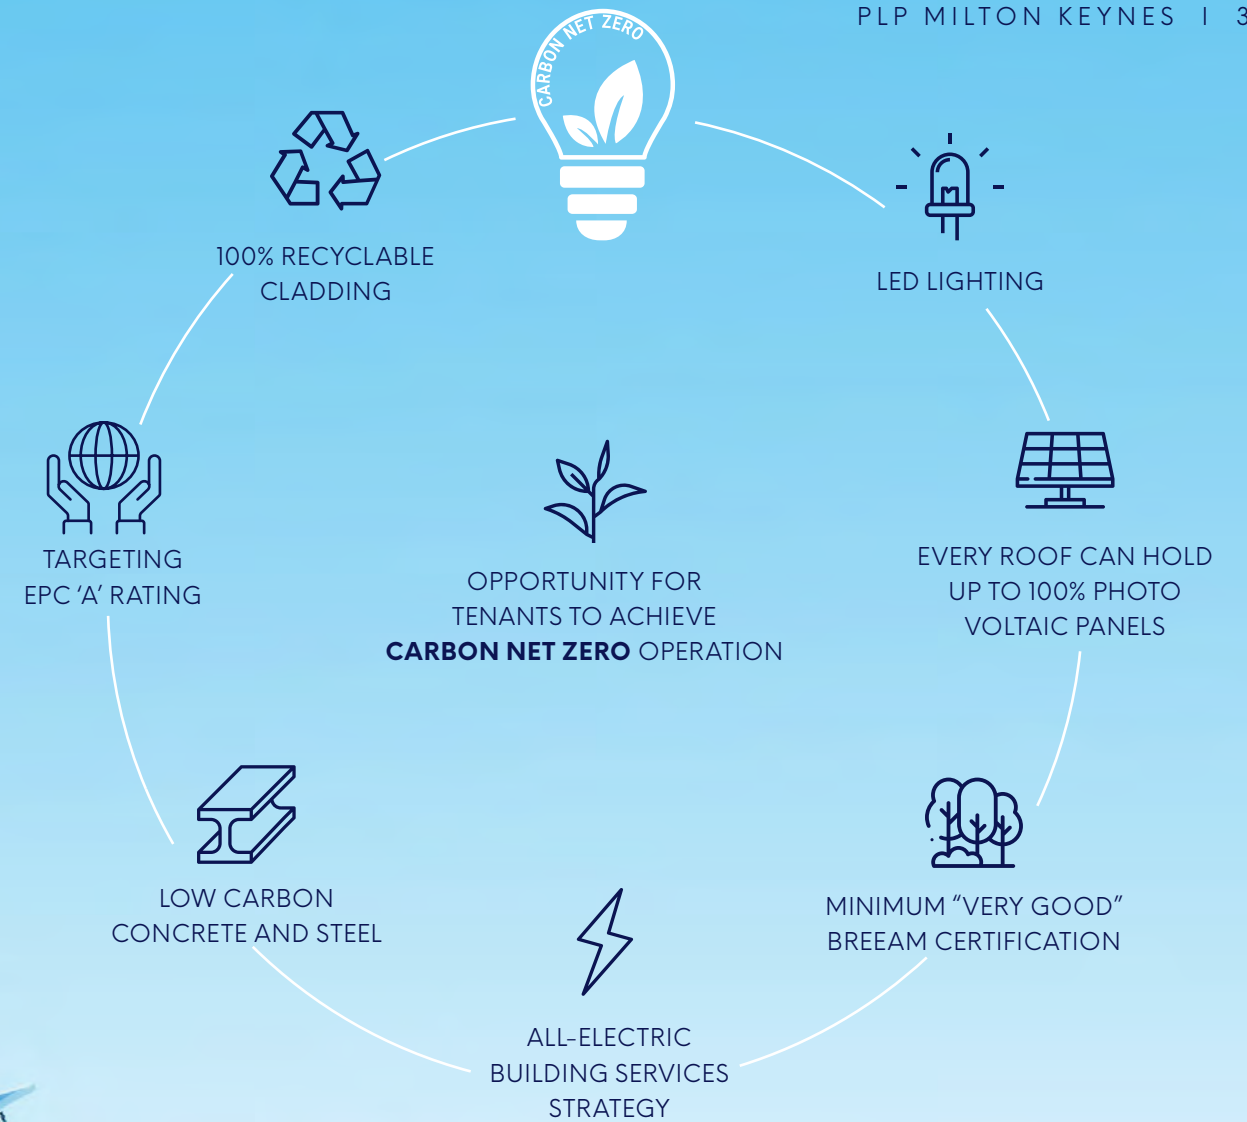 PLP MILTON KEYNES | 3
CARBON NET ZERO
100% RECYCLABLE
CLADDING
LED LIGHTING
TARGETING
EPC ‘A’ RATING
OPPORTUNITY FOR
TENANTS TO ACHIEVE
CARBON NET ZERO OPERATION
EVERY ROOF CAN HOLD
UP TO 100% PHOTO
VOLTAIC PANELS
LOW CARBON
CONCRETE AND STEEL
MINIMUM “VERY GOOD”
BREEAM CERTIFICATION
ALL-ELECTRIC
BUILDING SERVICES
STRATEGY